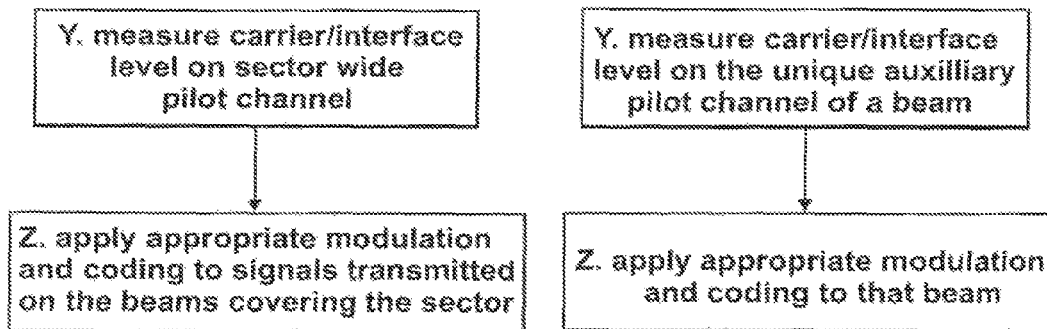 Y. measure carrier/interface
level on sector wide
pilot channel
Z. apply appropriate modulation
and coding to signals transmitted
on the beams covering the sector
Y. measure carrier/interface
level on the unique auxilliary
pilot channel of a beam
Z. apply appropriate modulation
and coding to that beam